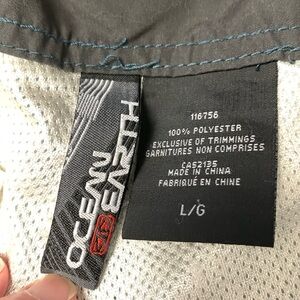 OCEAN
EARTH
116756
100% POLYESTER
EXCLUSIVE OF TRIMMINGS
GARNITURES NON COMPRISES
CA52135
MADE IN CHINA
FABRIQUÉ EN CHINE
L/G